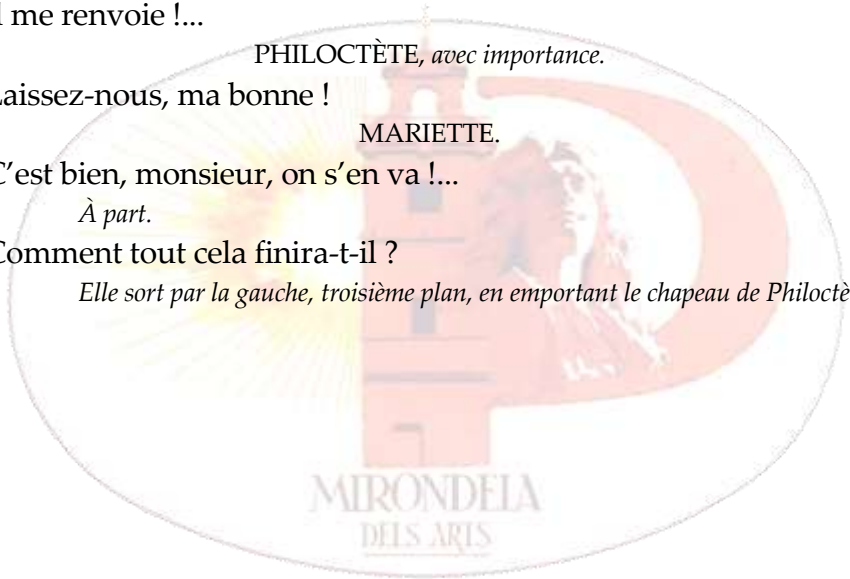 me renvoie !...
PHILOCTÈTE, avec importance.
Laissez-nous, ma bonne !
MARIETTE.
C’est bien, monsieur, on s’en va !...
À part.
Comment tout cela finira-t-il ?
Elle sort par la gauche, troisième plan, en emportant le chapeau de Philoctè
MIRONDELA
DELS ARTS